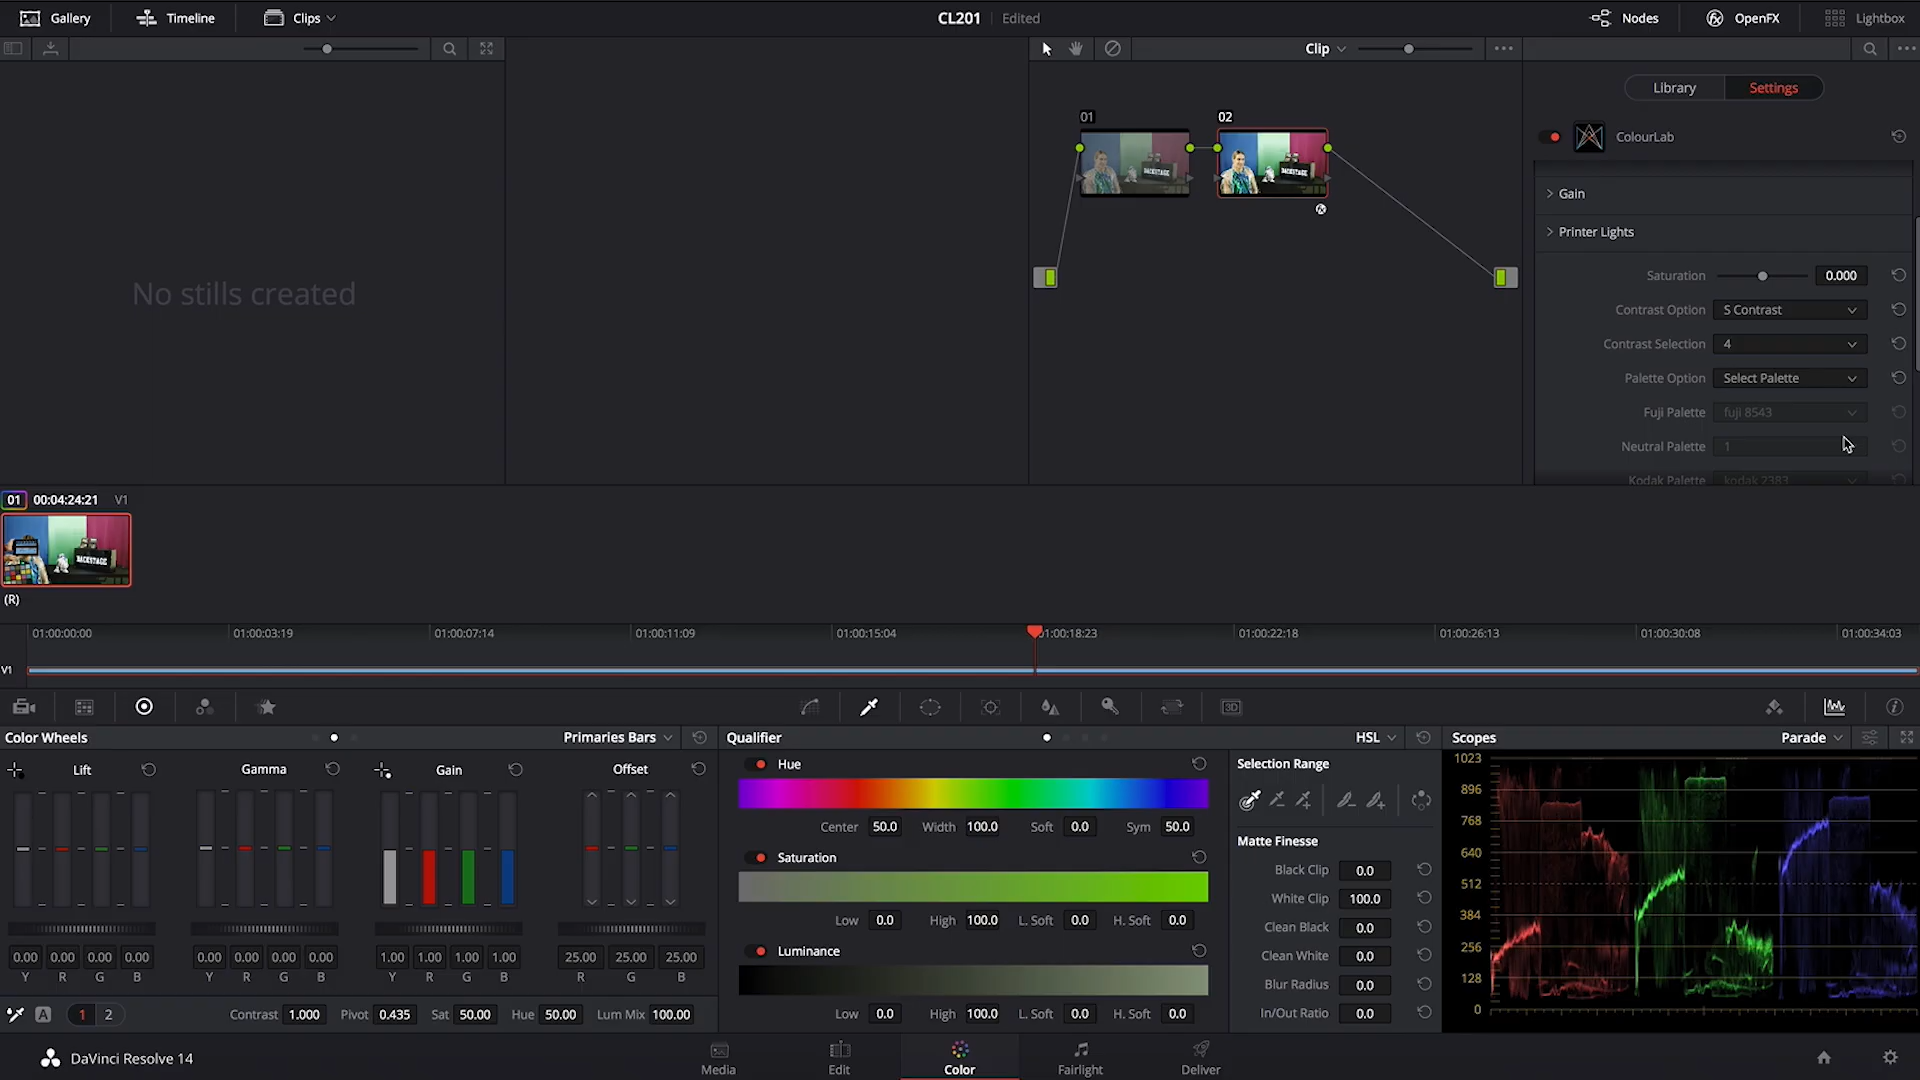 Gallery
Timeline
Clips
CL201
Edited
Nodes
OpenFX
Lightbox
Clip
Library
Settings
ColourLab
Gain
Printer Lights
Saturation 0.000
Contrast Option S Contrast
Contrast Selection 4
Palette Option Select Palette
Fuji Palette fuji 8543
Neutral Palette 1
Kodak Palette kodak 2383
01
02
BACKSTAGE
BACKSTAGE
No stills created
01 00:04:24:21 V1
BACKSTAGE
(R)
01:00:00:00 01:00:03:19 01:00:07:14 01:00:11:09 01:00:15:04 01:00:18:23 01:00:22:18 01:00:26:13 01:00:30:08 01:00:34:03
V1
3D
Color Wheels
Primaries Bars
Lift Gamma Gain Offset
0.00 0.00 0.00 0.00 0.00 0.00 0.00 0.00 1.00 1.00 1.00 1.00 25.00 25.00 25.00
Y R G B Y R G B Y R G B R G B
A 1 2 Contrast 1.000 Pivot 0.435 Sat 50.00 Hue 50.00 Lum Mix 100.00
Qualifier
HSL
Hue
Center 50.0 Width 100.0 Soft 0.0 Sym 50.0
Saturation
Low 0.0 High 100.0 L. Soft 0.0 H. Soft 0.0
Luminance
Low 0.0 High 100.0 L. Soft 0.0 H. Soft 0.0
Selection Range
Matte Finesse
Black Clip 0.0
White Clip 100.0
Clean Black 0.0
Clean White 0.0
Blur Radius 0.0
In/Out Ratio 0.0
Scopes
Parade
1023
896
768
640
512
384
256
128
0
DaVinci Resolve 14
Media
Edit
Color
Fairlight
Deliver